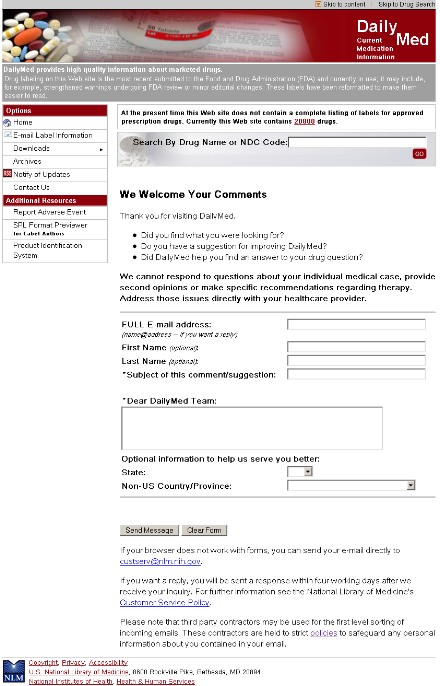 Skip to content | Skip to Drug Search
Daily
Med
Current
Medication
Information
DailyMed provides high quality information about marketed drugs.
Drug labeling on this Web site is the most recent submitted to the Food and Drug Administration (FDA) and currently in use; it may include,
for example, strengthened warnings undergoing FDA review or minor editorial changes. These labels have been reformatted to make them
easier to read.
Options
Home
E-mail Label Information
Downloads
Archives
RSS Notify of Updates
Contact Us
Additional Resources
Report Adverse Event
SPL Format Previewer
for Label Authors
Product Identification
System
At the present time this Web site does not contain a complete listing of labels for approved
prescription drugs. Currently this Web site contains 20808 drugs.
Search By Drug Name or NDC Code:
GO
We Welcome Your Comments
Thank you for visiting DailyMed.
Did you find what you were looking for?
Do you have a suggestion for improving DailyMed?
Did DailyMed help you find an answer to your drug question?
We cannot respond to questions about your individual medical case, provide
second opinions or make specific recommendations regarding therapy.
Address those issues directly with your healthcare provider.
FULL E-mail address:
(name@address -- if you want a reply)
First Name (optional):
Last Name (optional):
*Subject of this comment/suggestion:
*Dear DailyMed Team:
Optional information to help us serve you better:
State:
Non-US Country/Province:
Send Message Clear Form
If your browser does not work with forms, you can send your e-mail directly to
custserv@nlm.nih.gov.
If you want a reply, you will be sent a response within four working days after we
receive your inquiry. For further information see the National Library of Medicine's
Customer Service Policy.
Please note that third party contractors may be used for the first level sorting of
incoming emails. These contractors are held to strict policies to safeguard any personal
information about you contained in your email.
NLM
Copyright, Privacy, Accessibility
U.S. National Library of Medicine, 8600 Rockville Pike, Bethesda, MD 20894
National Institutes of Health, Health & Human Services